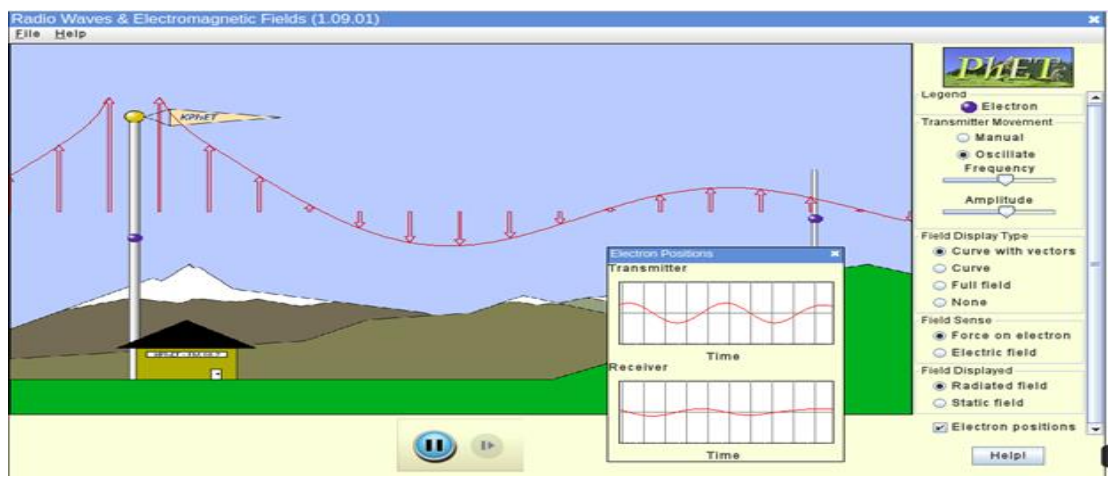 Radio Waves & Electromagnetic Fields (1.09.01)
File Help
KPhET
PhET
Legend
Electron
Transmitter Movement
Manual
Oscillate
Frequency
Amplitude
Field Display Type
Curve with vectors
Curve
Full field
None
Field Sense
Force on electron
Electric field
Field Displayed
Radiated field
Static field
Electron positions
Help!
Electron Positions
Transmitter
Time
Receiver
Time